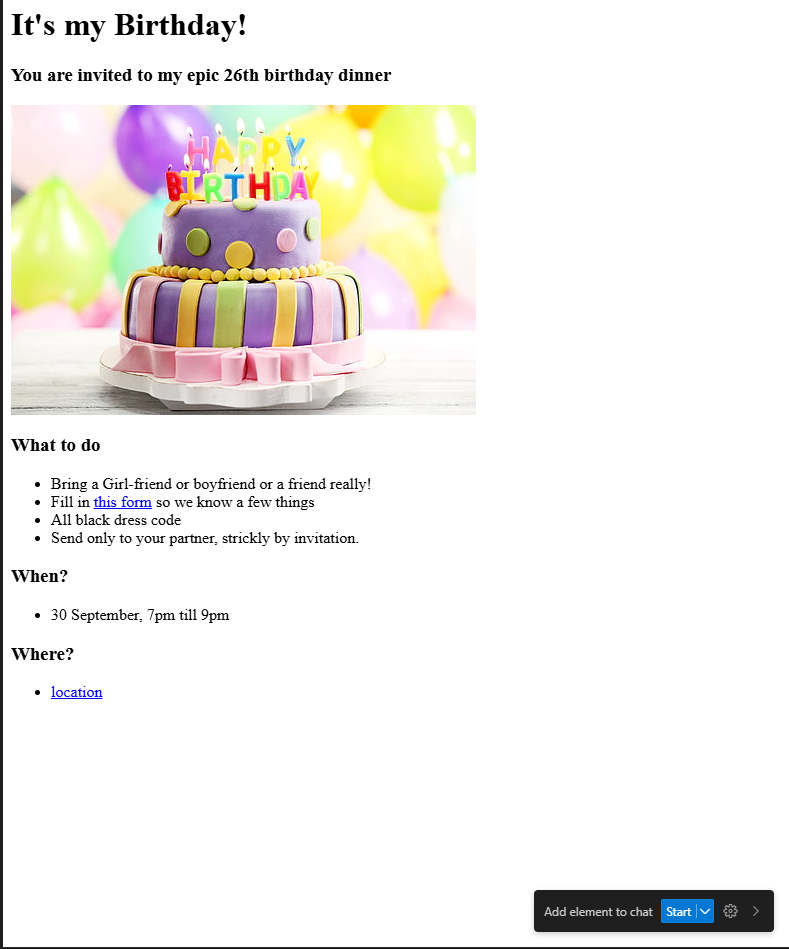 It's my Birthday!
You are invited to my epic 26th birthday dinner
HAPPY
BIRTHDAY
What to do
Bring a Girl-friend or boyfriend or a friend really!
Fill in this form so we know a few things
All black dress code
Send only to your partner, strickly by invitation.
When?
30 September, 7pm till 9pm
Where?
location
Add element to chat Start